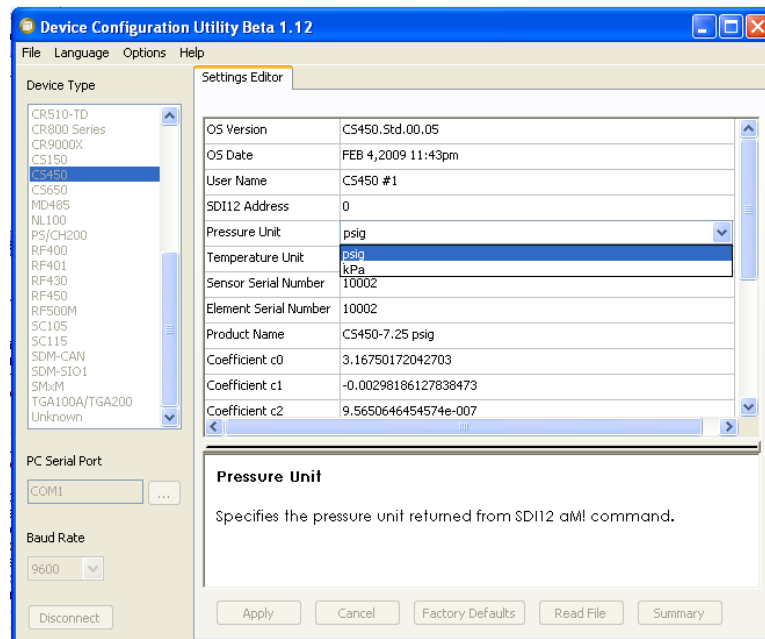 Device Configuration Utility Beta 1.12
File Language Options Help
Device Type
CR510-TD
CR800 Series
CR9000X
CS150
CS450
CS650
MD485
NL100
PS/CH200
RF400
RF401
RF430
RF450
RF500M
SC105
SC115
SDM-CAN
SDM-SIO1
SMxM
TGA100A/TGA200
Unknown
PC Serial Port
COM1 ...
Baud Rate
9600
Disconnect
Settings Editor
OS Version CS450.Std.00.05
OS Date FEB 4,2009 11:43pm
User Name CS450 #1
SDI12 Address 0
Pressure Unit psig
psig
Temperature Unit
kPa
Sensor Serial Number 10002
Element Serial Number 10002
Product Name CS450-7.25 psig
Coefficient c0 3.16750172042703
Coefficient c1 -0.00298186127838473
Coefficient c2 9.5650646454574e-007
Pressure Unit
Specifies the pressure unit returned from SDI12 aM! command.
Apply Cancel Factory Defaults Read File Summary